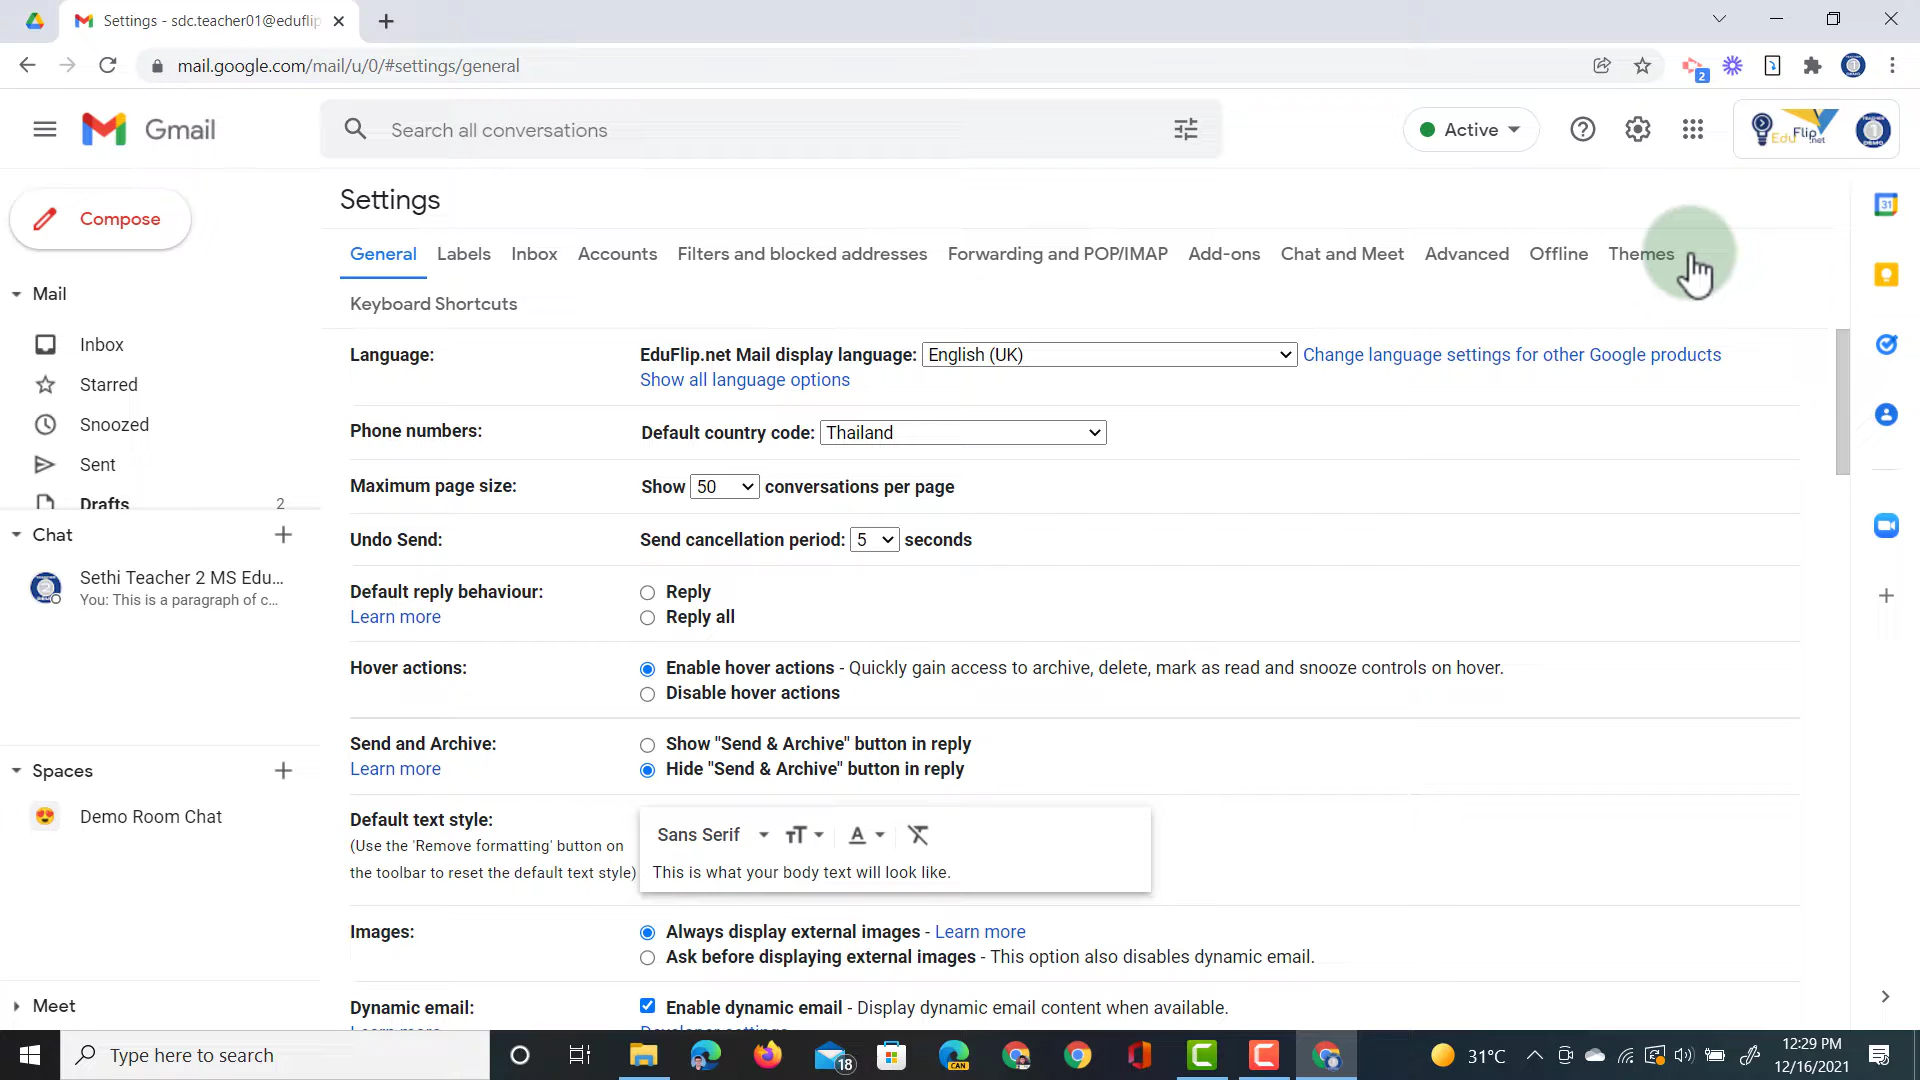 Settings - sdc.teacher01@eduflip
mail.google.com/mail/u/0/#settings/general
2
Gmail
Search all conversations
Active
EduFlip.net
Compose
Settings
General Labels Inbox Accounts Filters and blocked addresses Forwarding and POP/IMAP Add-ons Chat and Meet Advanced Offline Themes
Keyboard Shortcuts
Mail
Inbox
Starred
Snoozed
Sent
Drafts 2
Chat
Sethi Teacher 2 MS Edu...
You: This is a paragraph of c...
Spaces
Demo Room Chat
Meet
Language:
EduFlip.net Mail display language: English (UK) Change language settings for other Google products
Show all language options
Phone numbers:
Default country code: Thailand
Maximum page size:
Show 50 conversations per page
Undo Send:
Send cancellation period: 5 seconds
Default reply behaviour:
Learn more
Reply
Reply all
Hover actions:
Enable hover actions - Quickly gain access to archive, delete, mark as read and snooze controls on hover.
Disable hover actions
Send and Archive:
Learn more
Show "Send & Archive" button in reply
Hide "Send & Archive" button in reply
Default text style:
(Use the 'Remove formatting' button on
the toolbar to reset the default text style)
Sans Serif
This is what your body text will look like.
Images:
Always display external images - Learn more
Ask before displaying external images - This option also disables dynamic email.
Dynamic email:
Learn more
Enable dynamic email - Display dynamic email content when available.
Developer settings
31
Type here to search
18
CAN
31°C
12:29 PM
12/16/2021